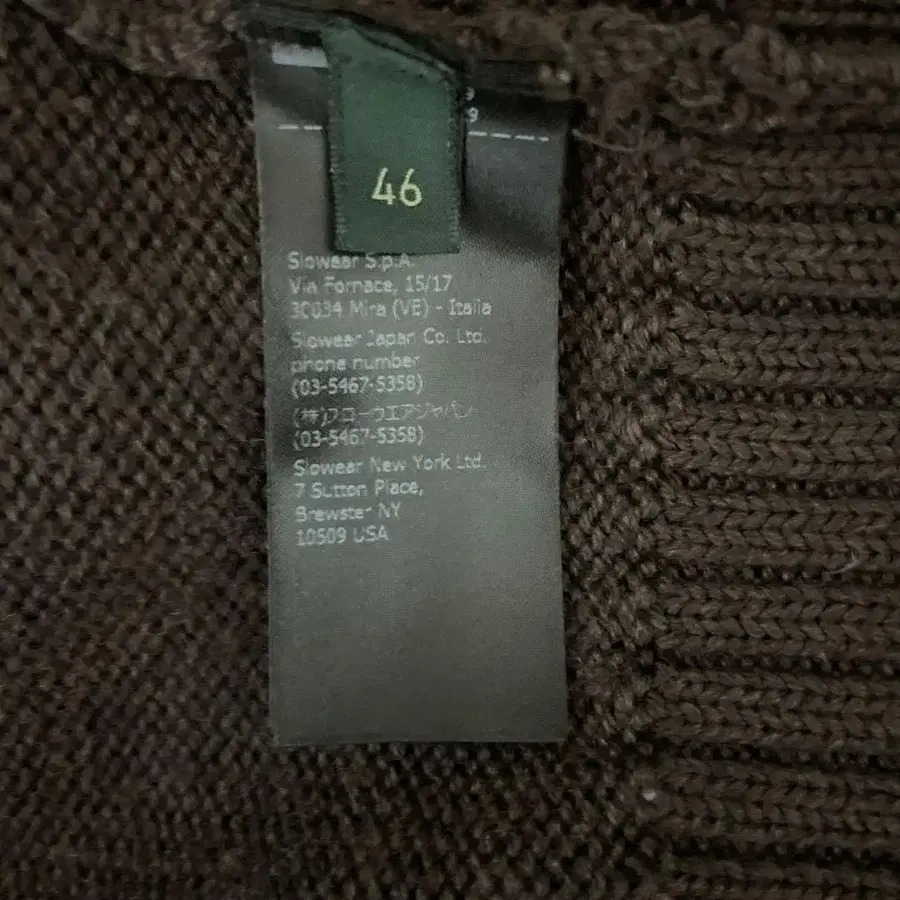 9
46
Slowear S.p.A.
Via Fornace, 15/17
30034 Mira (VE) - Italia
Slowear Japan Co. Ltd.
phone number
(03-5467-5358)
(株)スローウエアジャパン
(03-5467-5358)
Slowear New York Ltd.
7 Sutton Place,
Brewster NY
10509 USA